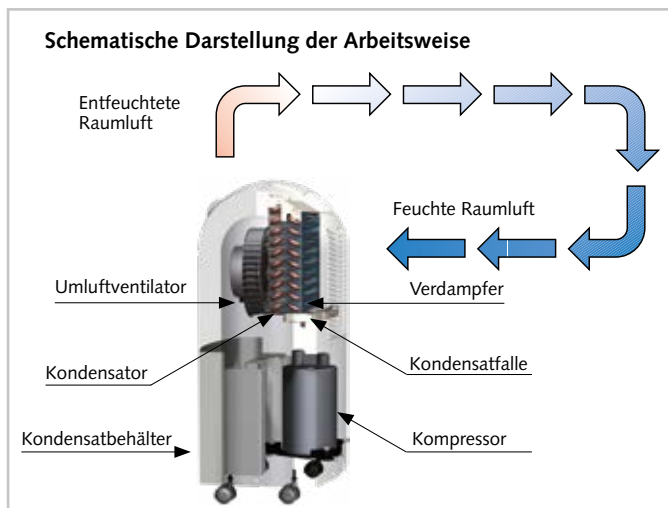 Schematische Darstellung der Arbeitsweise
Entfeuchtete
Raumluft
Feuchte Raumluft
Umluftventilator
Verdampfer
Kondensator
Kondensatfalle
Kondensatbehälter
Kompressor